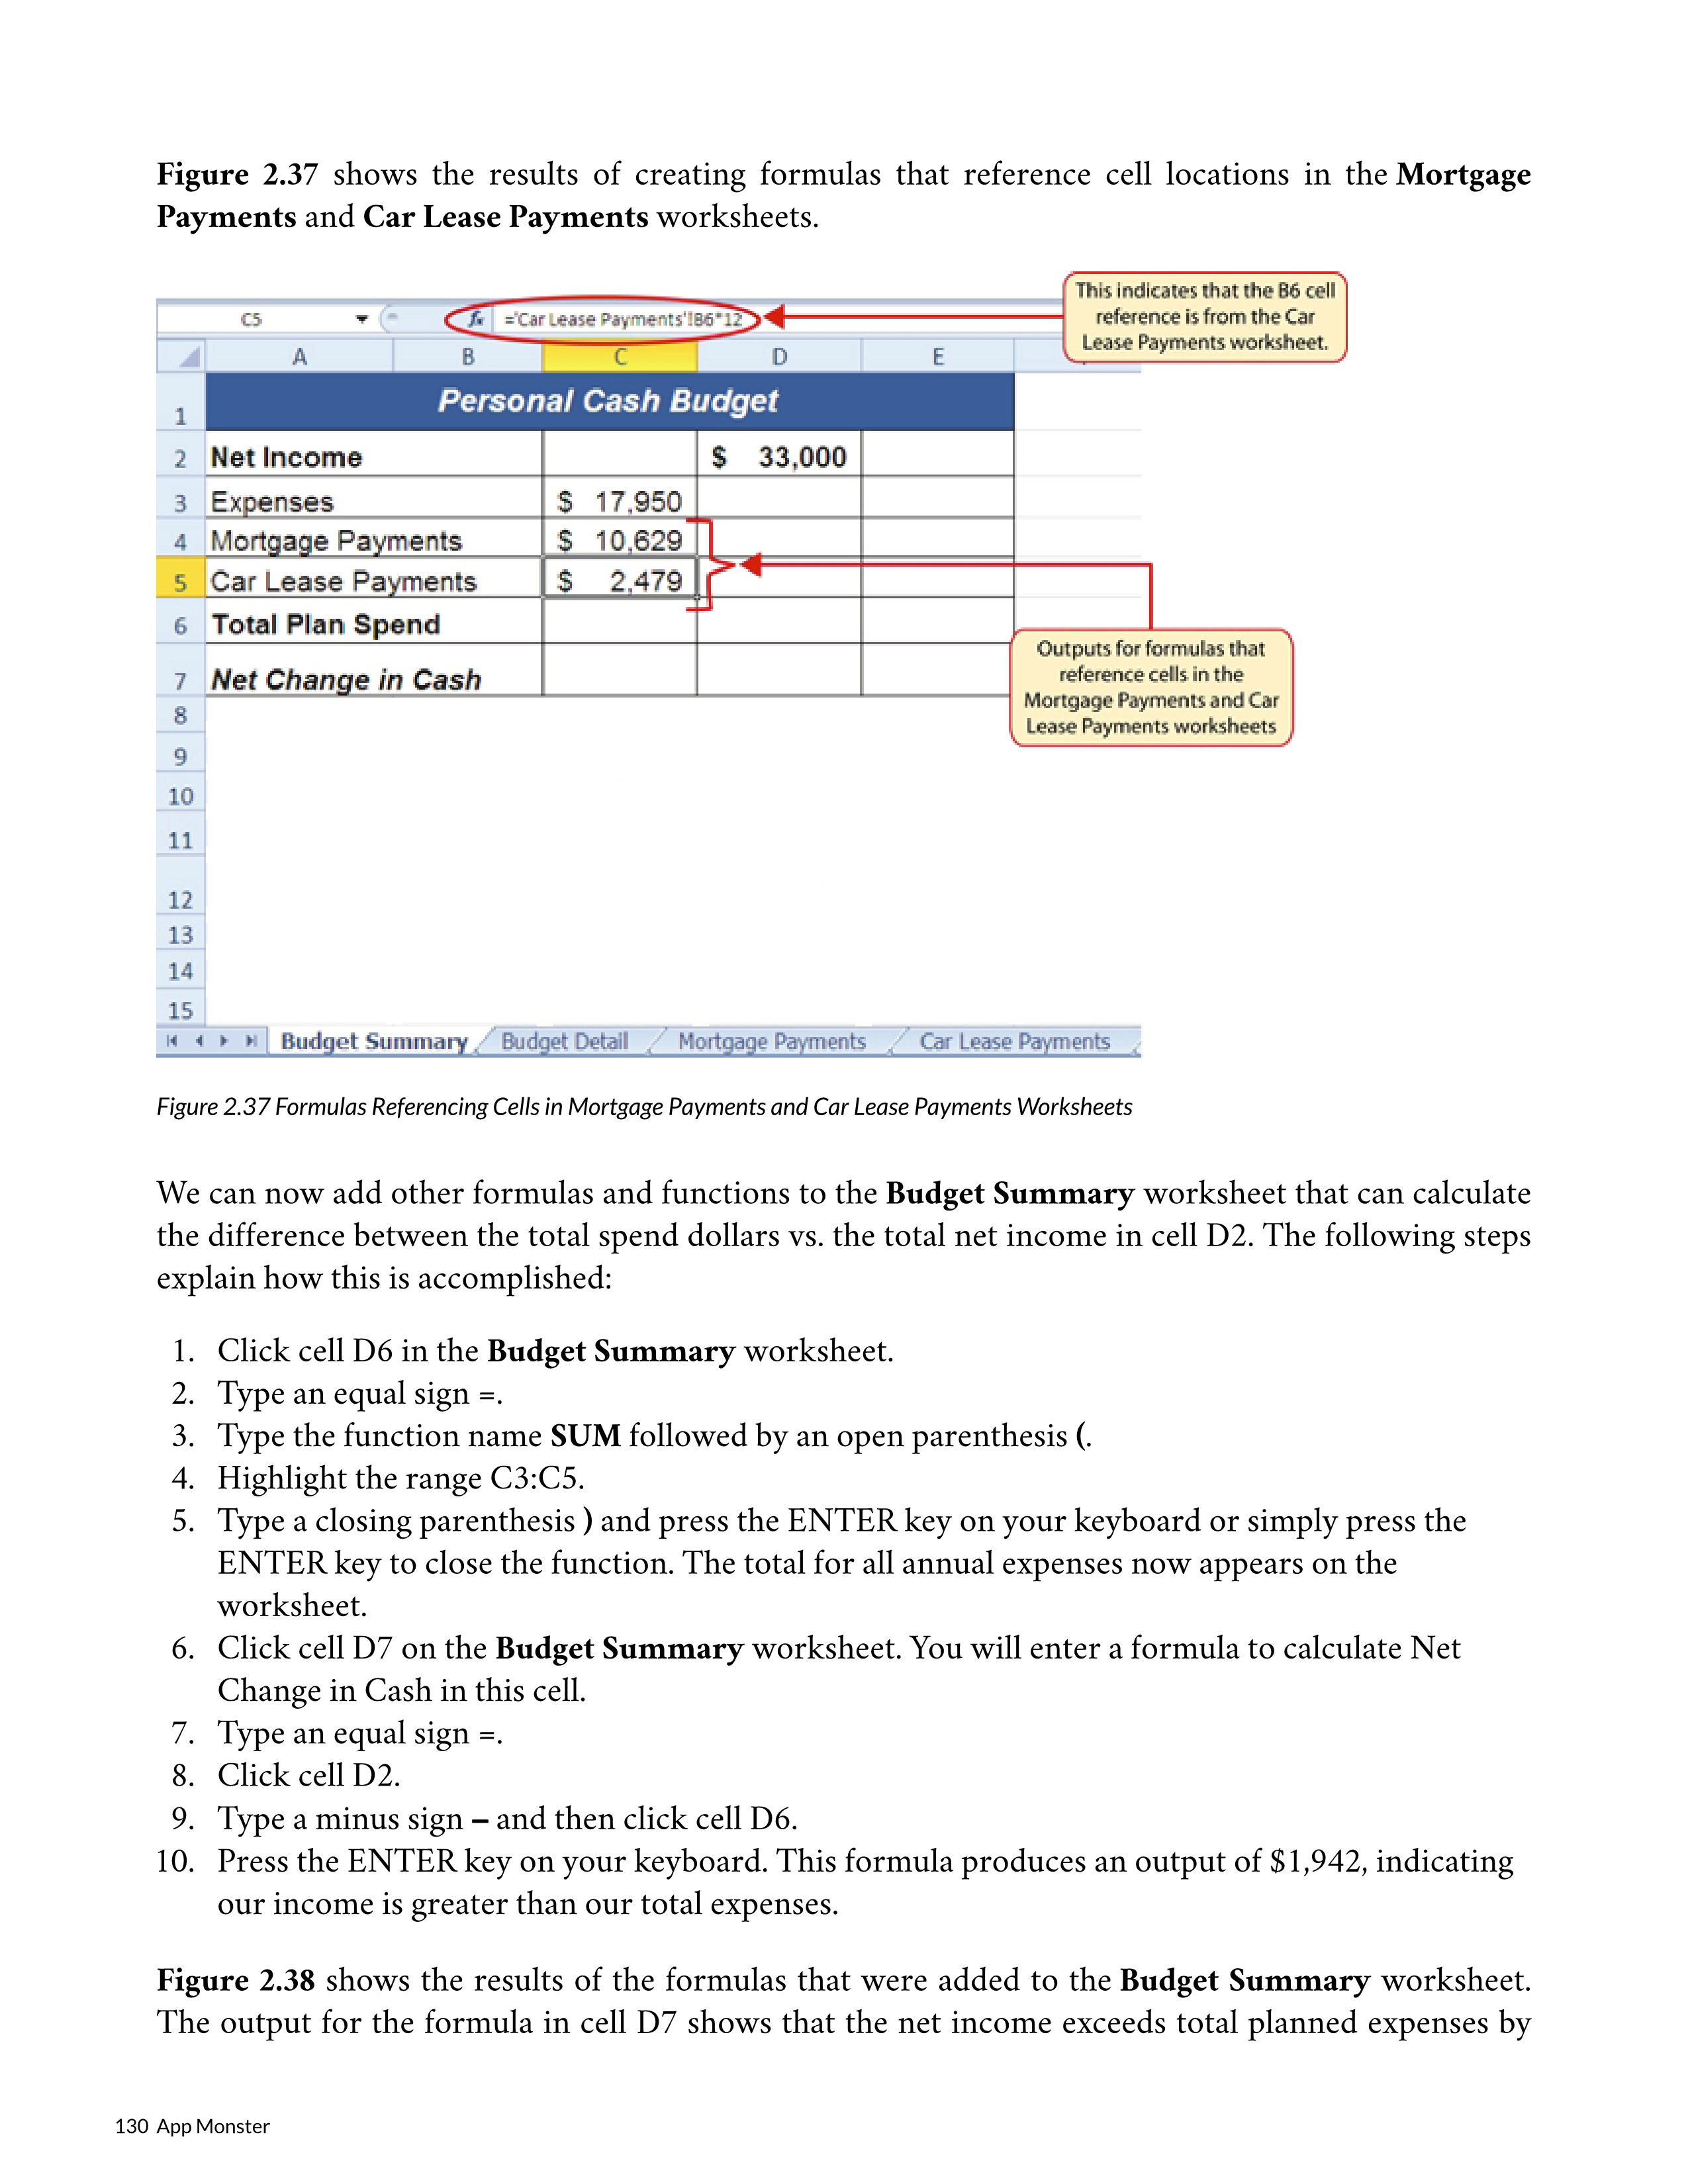 Figure 2.37 shows the results of creating formulas that reference cell locations in the Mortgage
Payments and Car Lease Payments worksheets.
This indicates that the B6 cell
reference is from the Car
Lease Payments worksheet.
C5 fx ='Car Lease Payments'!B6*12
A B C D E
1 Personal Cash Budget
2 Net Income $ 33,000
3 Expenses $ 17,950
4 Mortgage Payments $ 10,629
5 Car Lease Payments $ 2,479
6 Total Plan Spend
7 Net Change in Cash
Outputs for formulas that
reference cells in the
Mortgage Payments and Car
Lease Payments worksheets
8
9
10
11
12
13
14
15
Budget Summary Budget Detail Mortgage Payments Car Lease Payments
Figure 2.37 Formulas Referencing Cells in Mortgage Payments and Car Lease Payments Worksheets
We can now add other formulas and functions to the Budget Summary worksheet that can calculate
the difference between the total spend dollars vs. the total net income in cell D2. The following steps
explain how this is accomplished:
1. Click cell D6 in the Budget Summary worksheet.
2. Type an equal sign =.
3. Type the function name SUM followed by an open parenthesis (.
4. Highlight the range C3:C5.
5. Type a closing parenthesis ) and press the ENTER key on your keyboard or simply press the
ENTER key to close the function. The total for all annual expenses now appears on the
worksheet.
6. Click cell D7 on the Budget Summary worksheet. You will enter a formula to calculate Net
Change in Cash in this cell.
7. Type an equal sign =.
8. Click cell D2.
9. Type a minus sign – and then click cell D6.
10. Press the ENTER key on your keyboard. This formula produces an output of $1,942, indicating
our income is greater than our total expenses.
Figure 2.38 shows the results of the formulas that were added to the Budget Summary worksheet.
The output for the formula in cell D7 shows that the net income exceeds total planned expenses by
130 App Monster